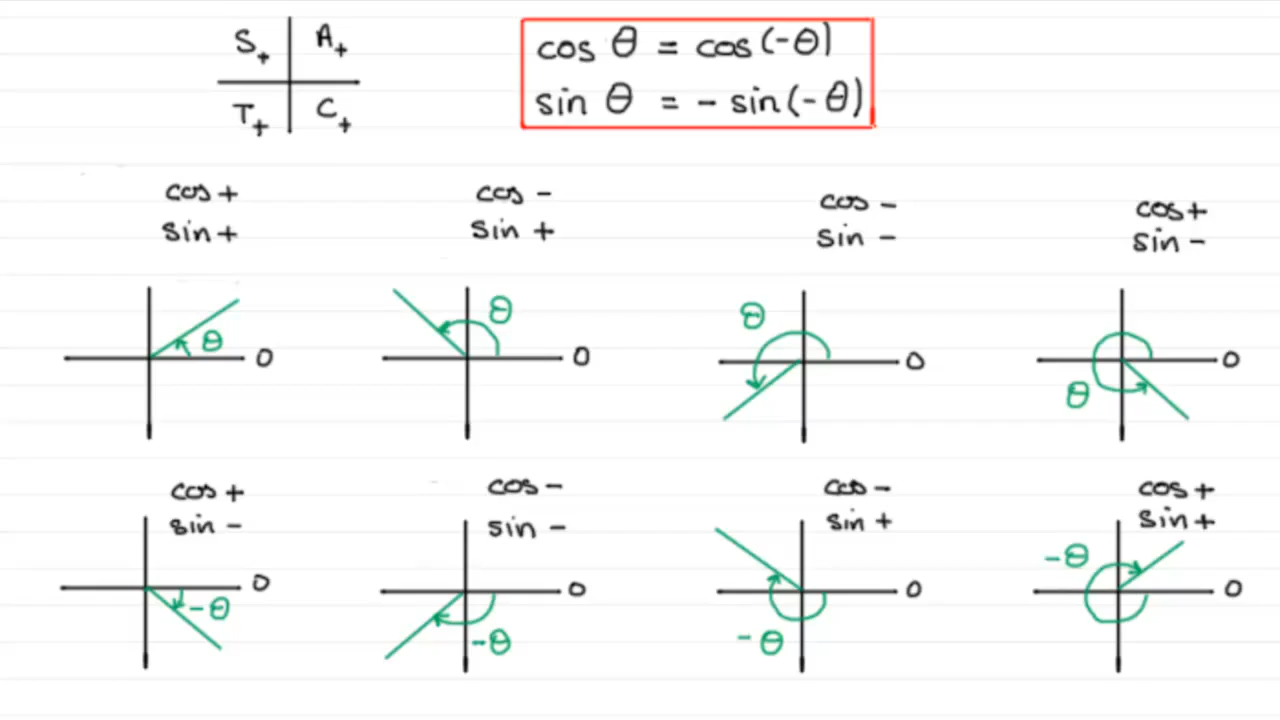 S+ A+
T+ C+
cos θ = cos(-θ)
sin θ = - sin(-θ)
cos +
sin +
cos -
sin +
cos -
sin -
cos +
sin -
θ 0
θ 0
θ 0
θ 0
cos +
sin -
cos -
sin -
cos -
sin +
cos +
sin +
-θ 0
-θ 0
-θ 0
-θ 0